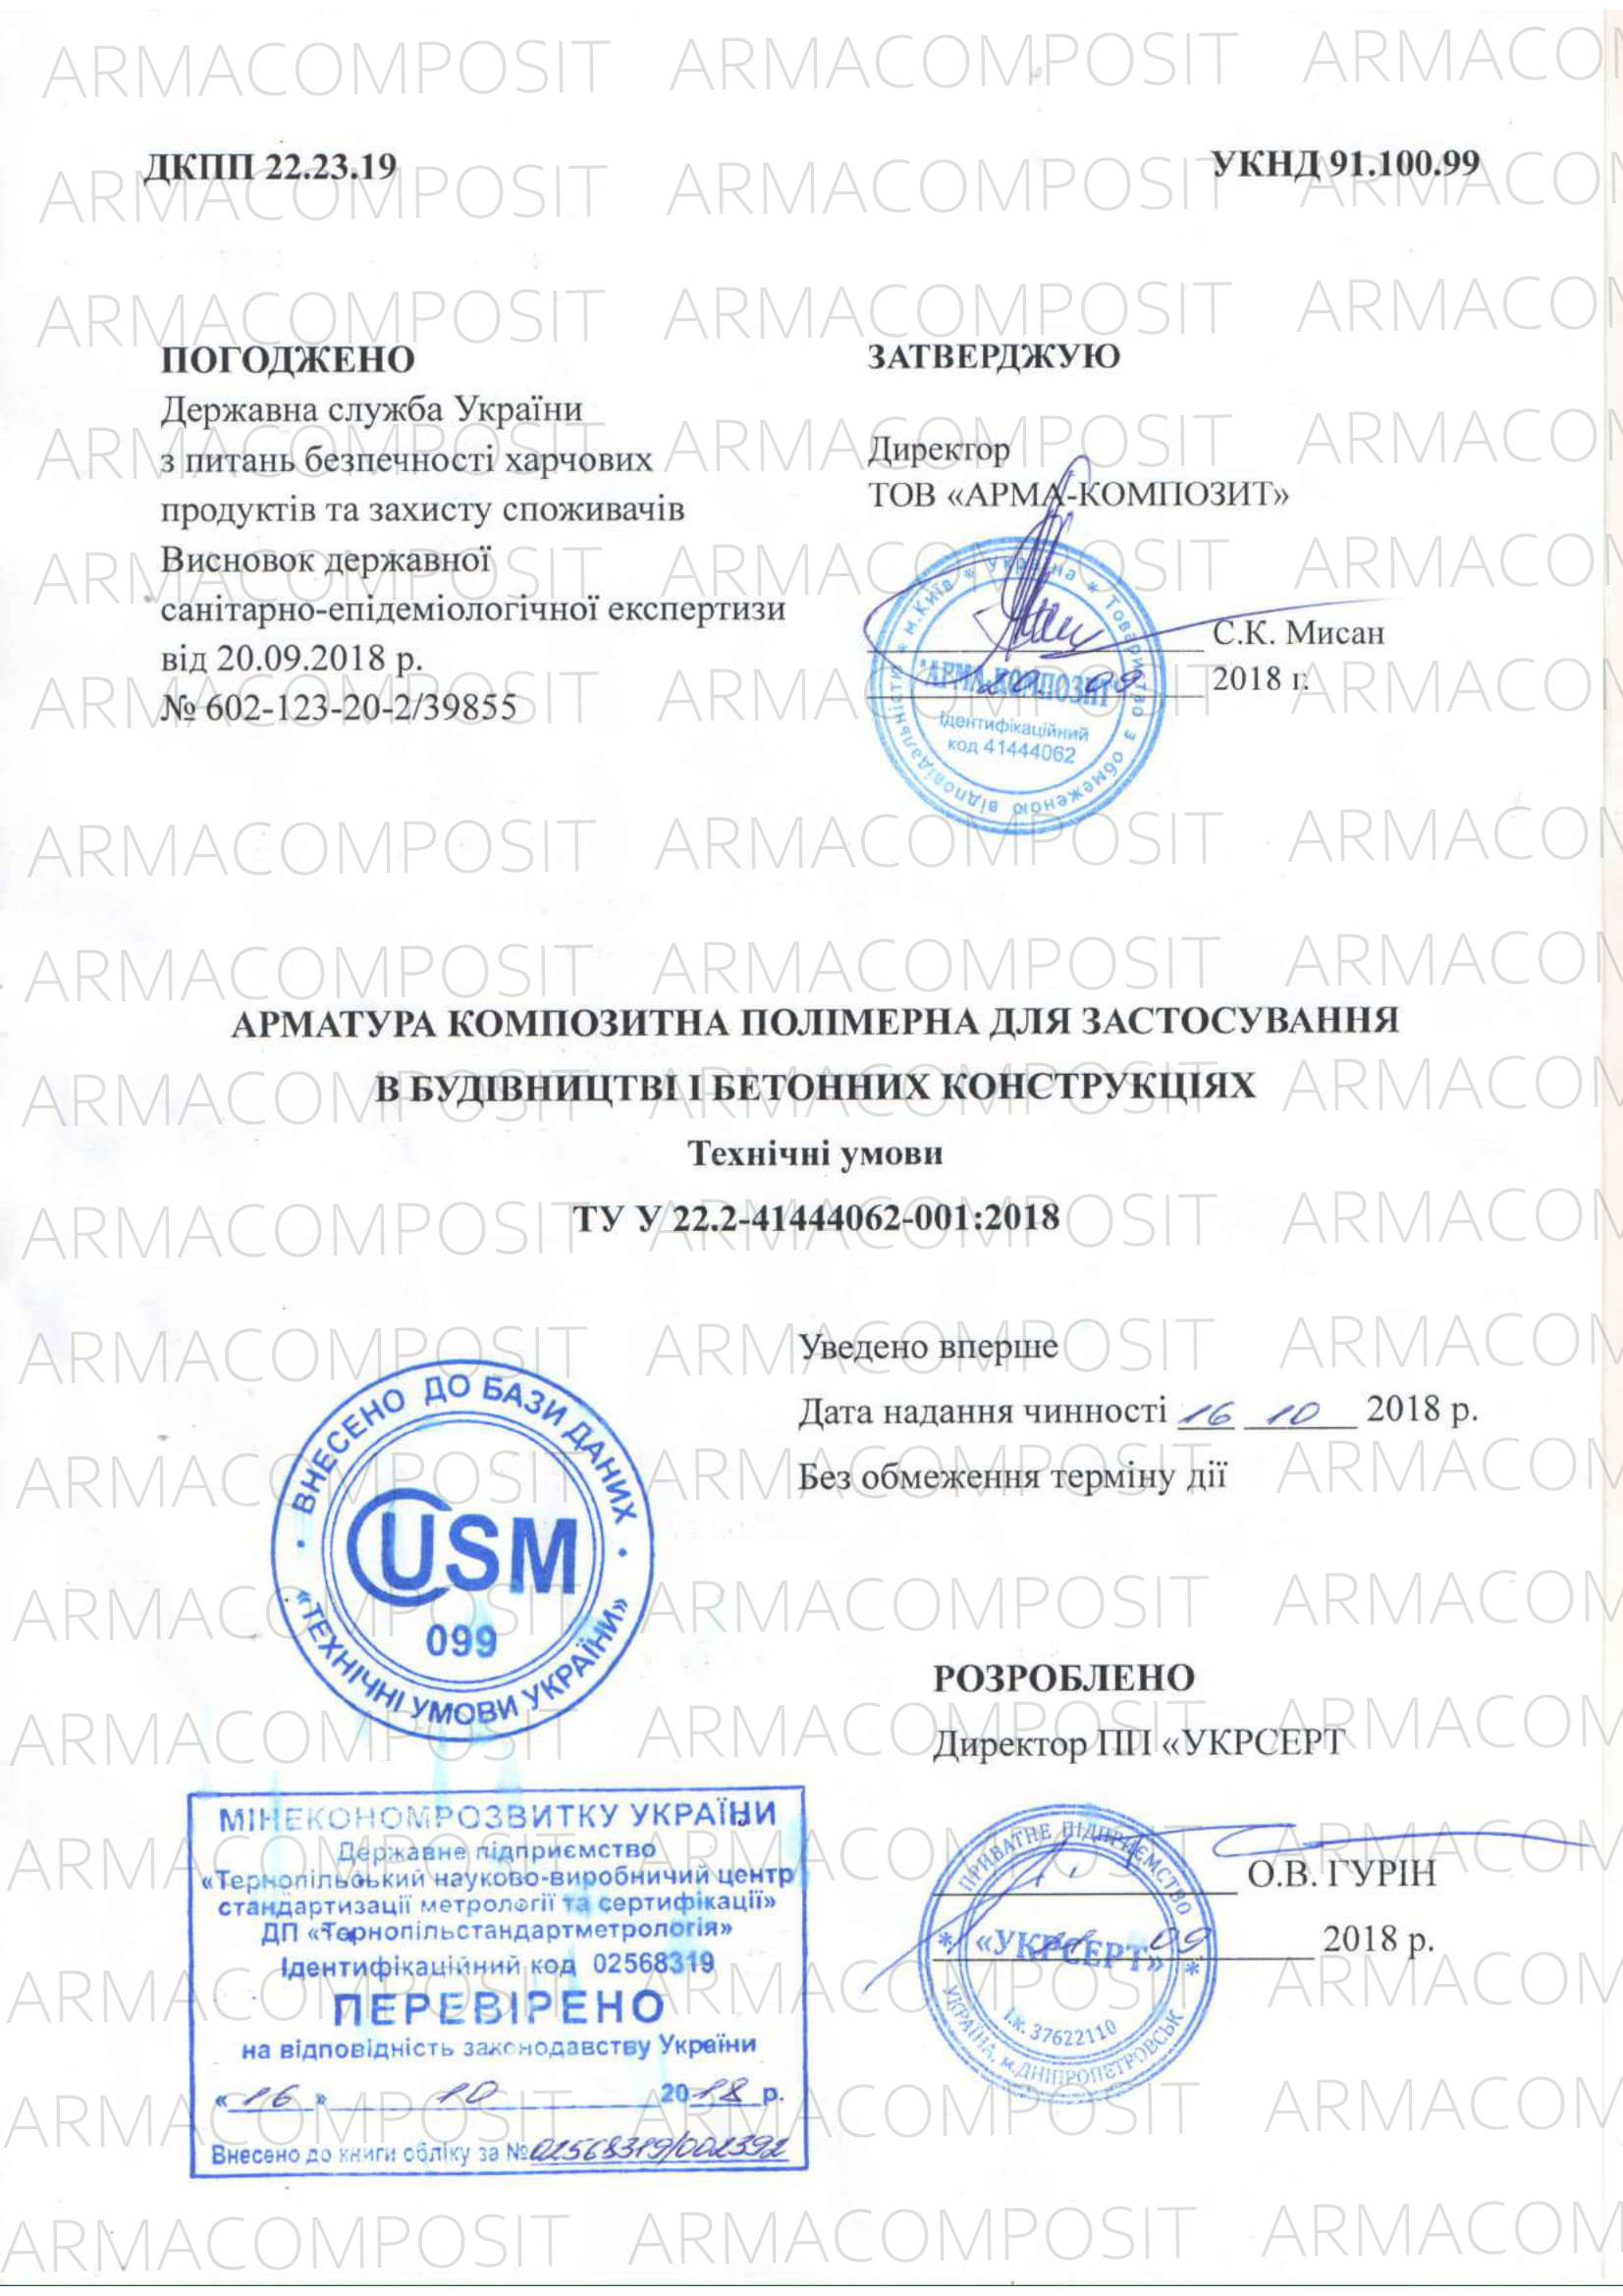 ДКПП 22.23.19
УКНД 91.100.99
ПОГОДЖЕНО
Державна служба України
з питань безпечності харчових
продуктів та захисту споживачів
Висновок державної
санітарно-епідеміологічної експертизи
від 20.09.2018 р.
№ 602-123-20-2/39855
ЗАТВЕРДЖУЮ
Директор
ТОВ «АРМА-КОМПОЗИТ»
С.К. Мисан
09 2018 г.
* м.Київ * Україна * Товариство з обмеженою відповідальністю
"АРМА-КОМПОЗИТ"
Ідентифікаційний
код 41444062
АРМАТУРА КОМПОЗИТНА ПОЛІМЕРНА ДЛЯ ЗАСТОСУВАННЯ
В БУДІВНИЦТВІ І БЕТОННИХ КОНСТРУКЦІЯХ
Технічні умови
ТУ У 22.2-41444062-001:2018
Уведено вперше
Дата надання чинності 16 10 2018 р.
Без обмеження терміну дії
• ВНЕСЕНО ДО БАЗИ ДАНИХ •
USM
099
«ТЕХНІЧНІ УМОВИ УКРАЇНИ»
РОЗРОБЛЕНО
Директор ПП «УКРСЕРТ
О.В. ГУРІН
09 2018 р.
ПРИВАТНЕ ПІДПРИЄМСТВО
* «УКРСЕРТ» *
І.К. 37622110
УКРАЇНА, м.ДНІПРОПЕТРОВСЬК
МІНЕКОНОМРОЗВИТКУ УКРАЇНИ
Державне підприємство
«Тернопільський науково-виробничий центр
стандартизації метрології та сертифікації»
ДП «Тернопільстандартметрологія»
Ідентифікаційний код 02568319
ПЕРЕВІРЕНО
на відповідність законодавству України
«16» 10 2018 р.
Внесено до книги обліку за № 02568319/002392
ARMACOMPOSIT ARMACOMPOSIT ARMACOM